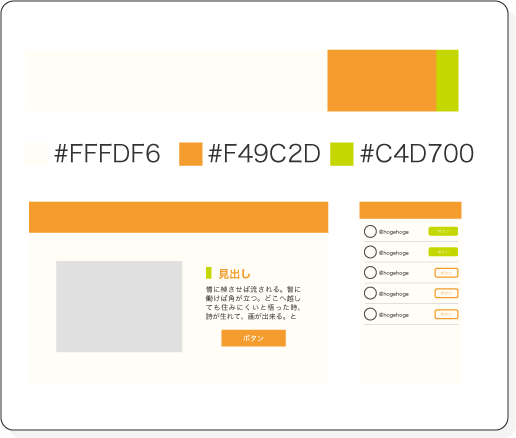 #FFFDF6
#F49C2D
#C4D700
見出し
情に棹させば流される。智に
働けば角が立つ。どこへ越し
ても住みにくいと悟った時、
詩が生れて、画が出来る。と
ボタン
@hogehoge
ボタン
@hogehoge
ボタン
@hogehoge
ボタン
@hogehoge
ボタン
@hogehoge
ボタン